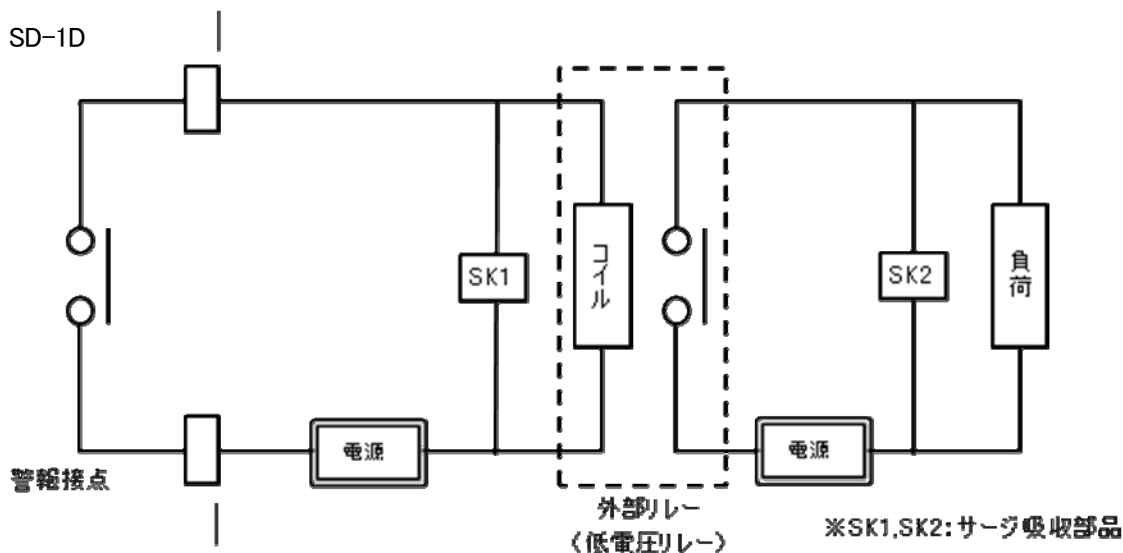 SD-1D
SK1
コイル
SK2
負荷
電源
電源
警報接点
外部リレー
（低電圧リレー）
※SK1,SK2：サージ吸収部品